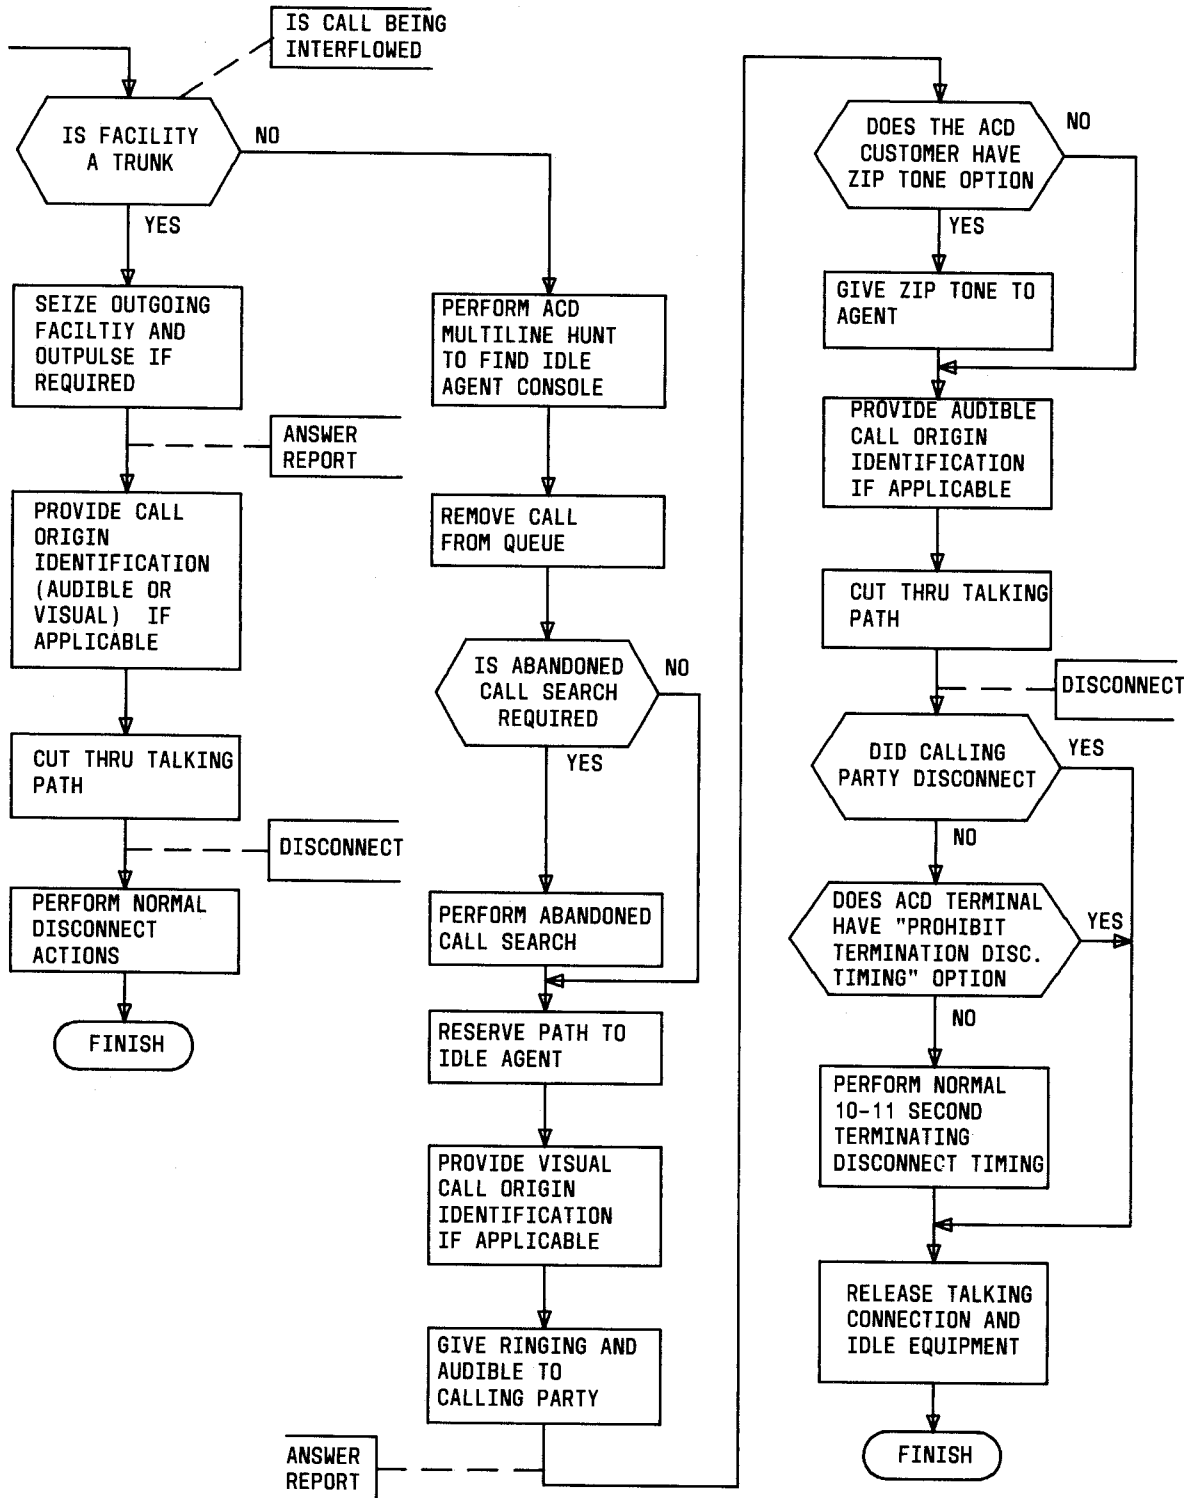 IS CALL BEING
INTERFLOWED
IS FACILITY
A TRUNK
NO
YES
SEIZE OUTGOING
FACILTIY AND
OUTPULSE IF
REQUIRED
ANSWER
REPORT
PROVIDE CALL
ORIGIN
IDENTIFICATION
(AUDIBLE OR
VISUAL) IF
APPLICABLE
CUT THRU TALKING
PATH
DISCONNECT
PERFORM NORMAL
DISCONNECT
ACTIONS
FINISH
PERFORM ACD
MULTILINE HUNT
TO FIND IDLE
AGENT CONSOLE
REMOVE CALL
FROM QUEUE
IS ABANDONED
CALL SEARCH
REQUIRED
NO
YES
PERFORM ABANDONED
CALL SEARCH
RESERVE PATH TO
IDLE AGENT
PROVIDE VISUAL
CALL ORIGIN
IDENTIFICATION
IF APPLICABLE
GIVE RINGING AND
AUDIBLE TO
CALLING PARTY
ANSWER
REPORT
DOES THE ACD
CUSTOMER HAVE
ZIP TONE OPTION
NO
YES
GIVE ZIP TONE TO
AGENT
PROVIDE AUDIBLE
CALL ORIGIN
IDENTIFICATION
IF APPLICABLE
CUT THRU TALKING
PATH
DISCONNECT
DID CALLING
PARTY DISCONNECT
YES
NO
DOES ACD TERMINAL
HAVE "PROHIBIT
TERMINATION DISC.
TIMING" OPTION
YES
NO
PERFORM NORMAL
10-11 SECOND
TERMINATING
DISCONNECT TIMING
RELEASE TALKING
CONNECTION AND
IDLE EQUIPMENT
FINISH